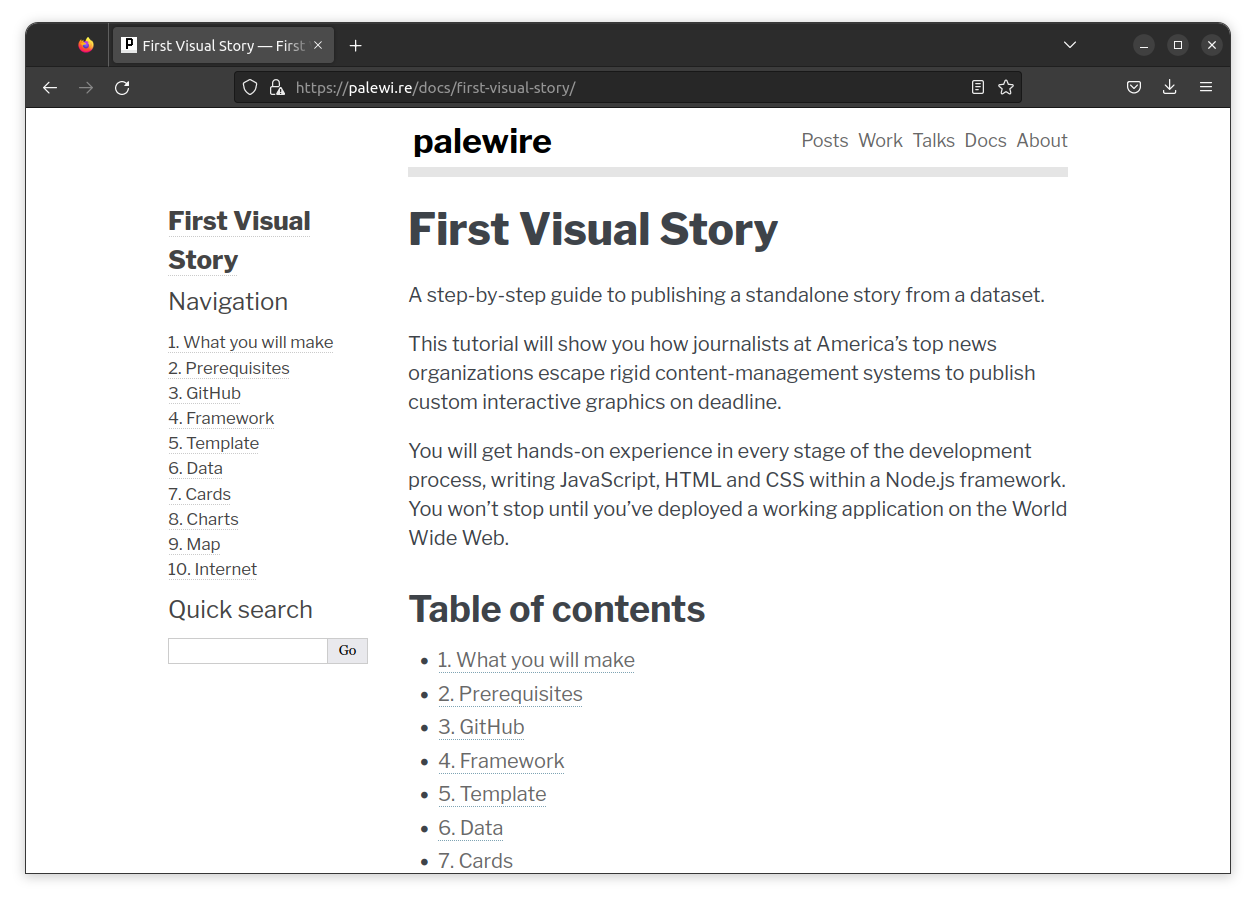 First Visual Story — First
https://palewi.re/docs/first-visual-story/
palewire
Posts Work Talks Docs About
First Visual
Story
Navigation
1. What you will make
2. Prerequisites
3. GitHub
4. Framework
5. Template
6. Data
7. Cards
8. Charts
9. Map
10. Internet
Quick search
Go
First Visual Story
A step-by-step guide to publishing a standalone story from a dataset.
This tutorial will show you how journalists at America’s top news
organizations escape rigid content-management systems to publish
custom interactive graphics on deadline.
You will get hands-on experience in every stage of the development
process, writing JavaScript, HTML and CSS within a Node.js framework.
You won’t stop until you’ve deployed a working application on the World
Wide Web.
Table of contents
• 1. What you will make
• 2. Prerequisites
• 3. GitHub
• 4. Framework
• 5. Template
• 6. Data
• 7. Cards